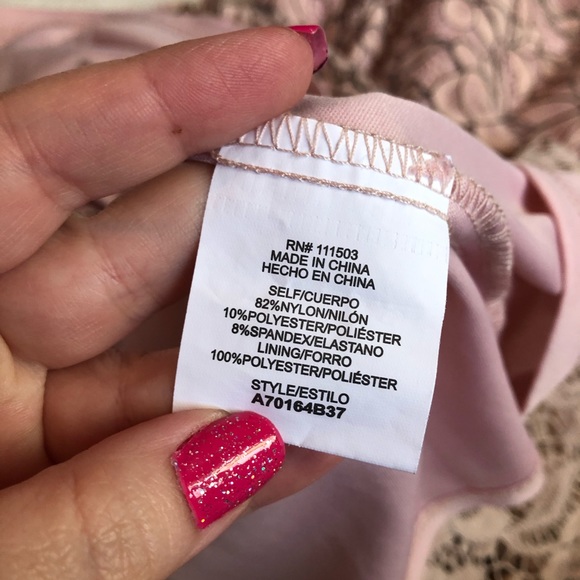 RN# 111503
MADE IN CHINA
HECHO EN CHINA
SELF/CUERPO
82%NYLON/NILÓN
10%POLYESTER/POLIÉSTER
8%SPANDEX/ELASTANO
LINING/FORRO
100%POLYESTER/POLIÉSTER
STYLE/ESTILO
A70164B37